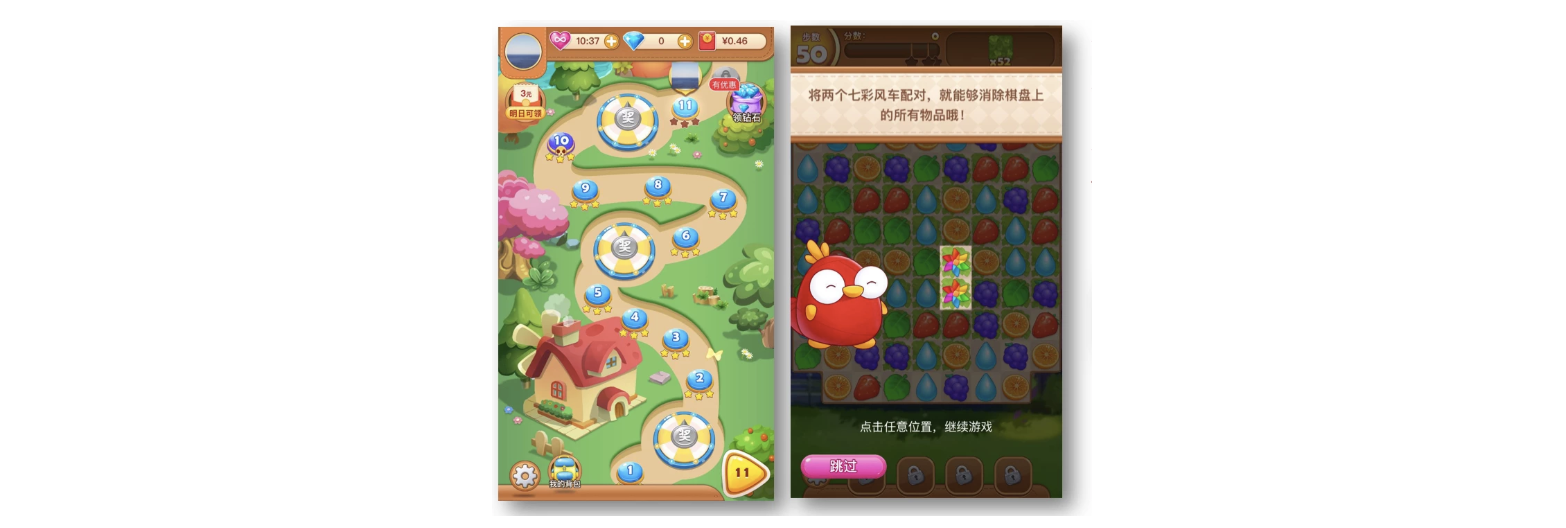 10:37
0
¥0.46
3元
明日可领
有优惠
领钻石
奖
11
10
9
8
7
奖
6
5
4
3
2
奖
1
11
我的背包
步数
50
分数:
0
x52
将两个七彩风车配对，就能够消除棋盘上
的所有物品哦！
点击任意位置，继续游戏
跳过